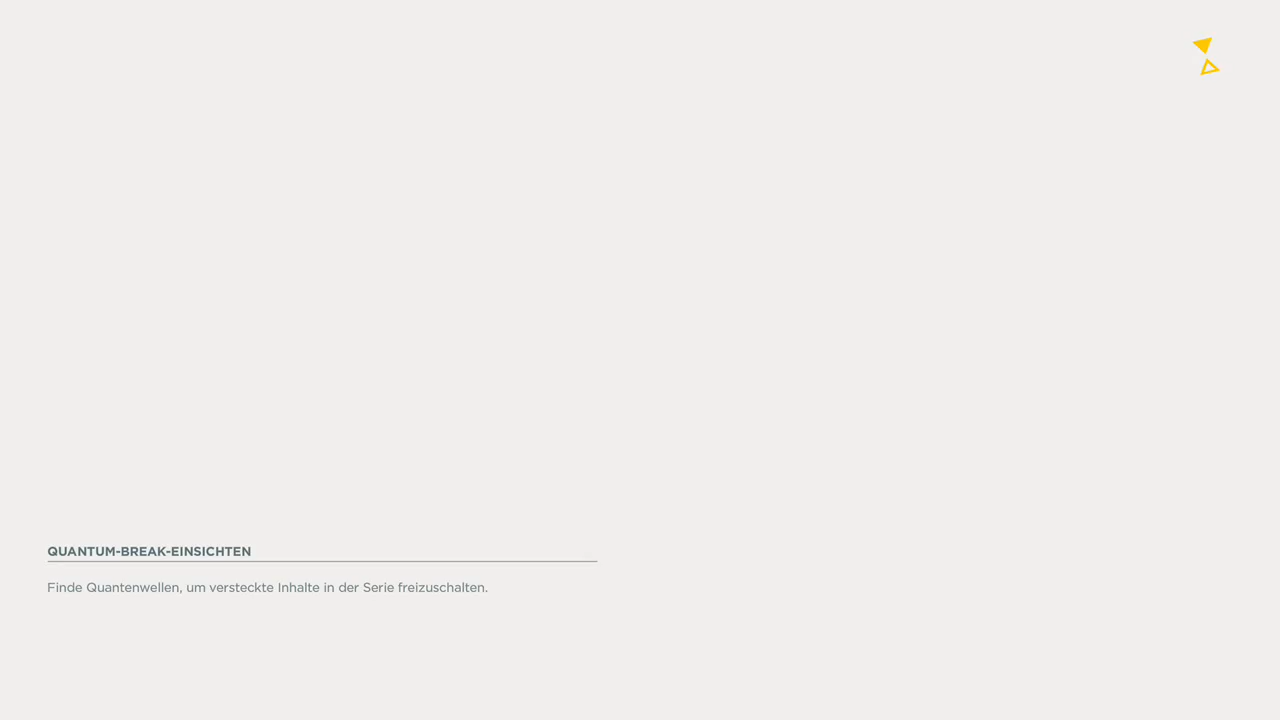 QUANTUM-BREAK-EINSICHTEN
Finde Quantenwellen, um versteckte Inhalte in der Serie freizuschalten.